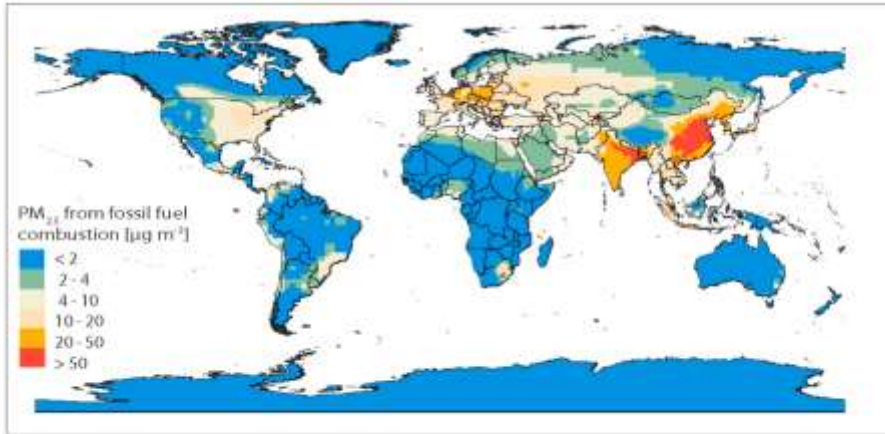 PM₂.₅ from fossil fuel
combustion [µg m⁻³]
< 2
2 - 4
4 - 10
10 - 20
20 - 50
> 50